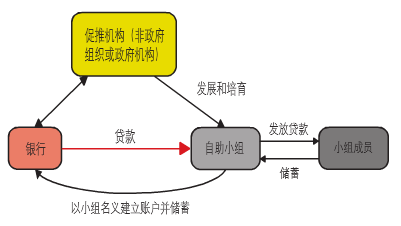 促推机构（非政府
组织或政府机构）
发展和培育
贷款
发放贷款
银行
自助小组
小组成员
储蓄
以小组名义建立账户并储蓄